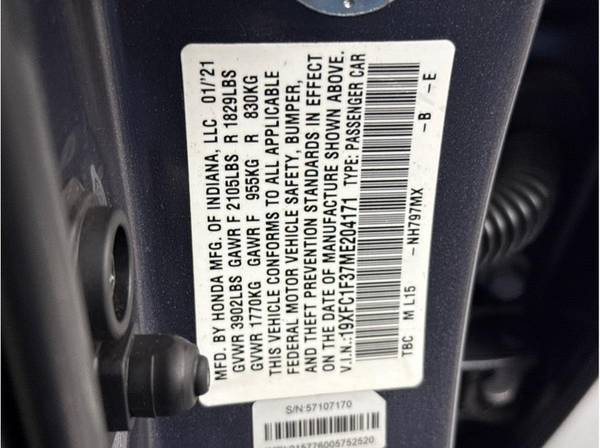 MFD. BY HONDA MFG. OF INDIANA, LLC 01/'21
GVWR 3902LBS GAWR F 2105LBS R 1829LBS
GVWR 1770KG GAWR F 955KG R 830KG
THIS VEHICLE CONFORMS TO ALL APPLICABLE
FEDERAL MOTOR VEHICLE SAFETY, BUMPER,
AND THEFT PREVENTION STANDARDS IN EFFECT
ON THE DATE OF MANUFACTURE SHOWN ABOVE.
V.I.N.:19XFC1F37ME204171 TYPE: PASSENGER CAR
TBC M L15 -NH797MX -B -E
S/N:57107170